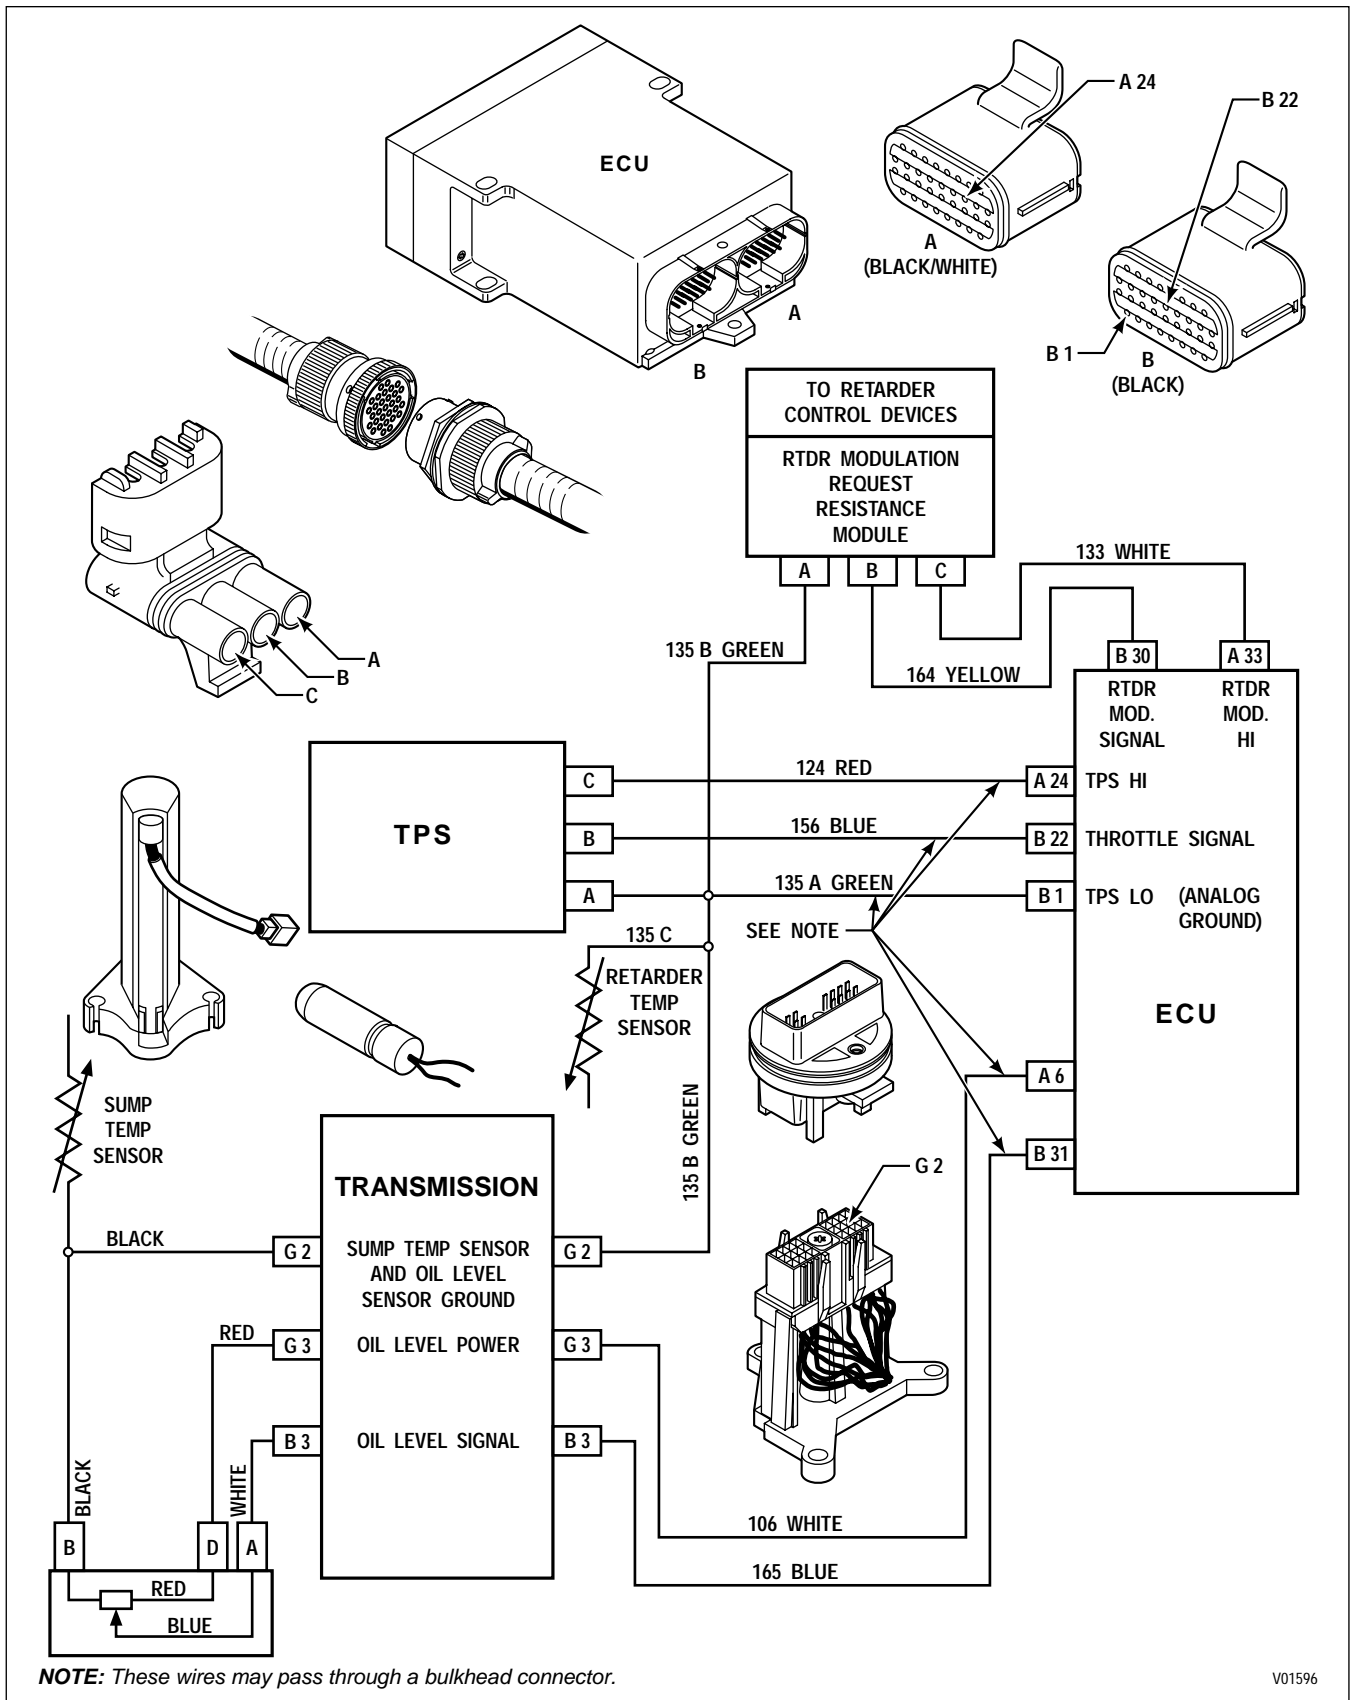 ECU
A 24
B 22
A
(BLACK/WHITE)
B 1
B
(BLACK)
A
B
TO RETARDER
CONTROL DEVICES
RTDR MODULATION
REQUEST
RESISTANCE
MODULE
A
B
C
133 WHITE
135 B GREEN
164 YELLOW
B 30
A 33
RTDR
MOD.
SIGNAL
RTDR
MOD.
HI
A
B
C
TPS
C
B
A
124 RED
156 BLUE
135 A GREEN
A 24
TPS HI
B 22
THROTTLE SIGNAL
B 1
TPS LO
(ANALOG
GROUND)
SEE NOTE
135 C
RETARDER
TEMP
SENSOR
ECU
A 6
B 31
SUMP
TEMP
SENSOR
135 B GREEN
G 2
TRANSMISSION
BLACK
G 2
SUMP TEMP SENSOR
AND OIL LEVEL
SENSOR GROUND
G 2
RED
G 3
OIL LEVEL POWER
G 3
B 3
OIL LEVEL SIGNAL
B 3
BLACK
WHITE
106 WHITE
165 BLUE
B
D
A
RED
BLUE
NOTE: These wires may pass through a bulkhead connector.
V01596